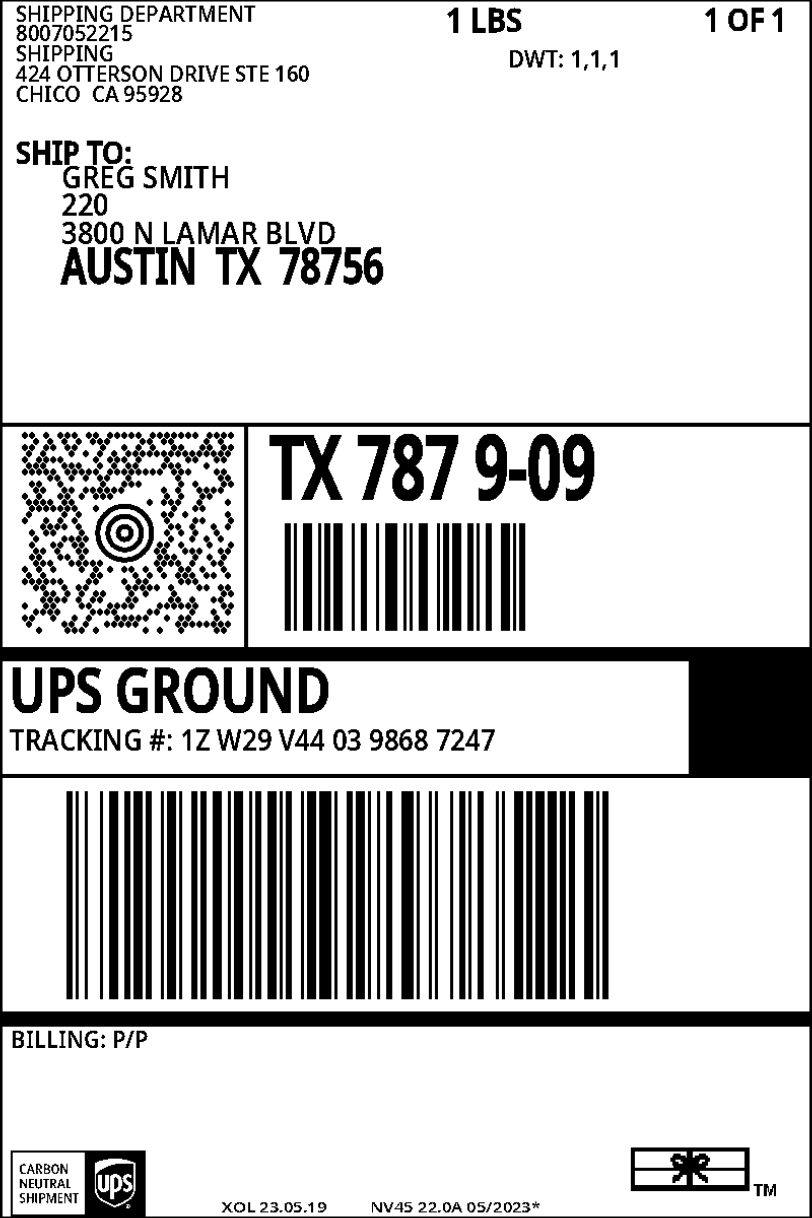 SHIPPING DEPARTMENT
8007052215
SHIPPING
424 OTTERSON DRIVE STE 160
CHICO CA 95928
1 LBS
1 OF 1
DWT: 1,1,1
SHIP TO:
GREG SMITH
220
3800 N LAMAR BLVD
AUSTIN TX 78756
TX 787 9-09
UPS GROUND
TRACKING #: 1Z W29 V44 03 9868 7247
BILLING: P/P
CARBON
NEUTRAL
SHIPMENT
ups
XOL 23.05.19
NV45 22.0A 05/2023*
TM